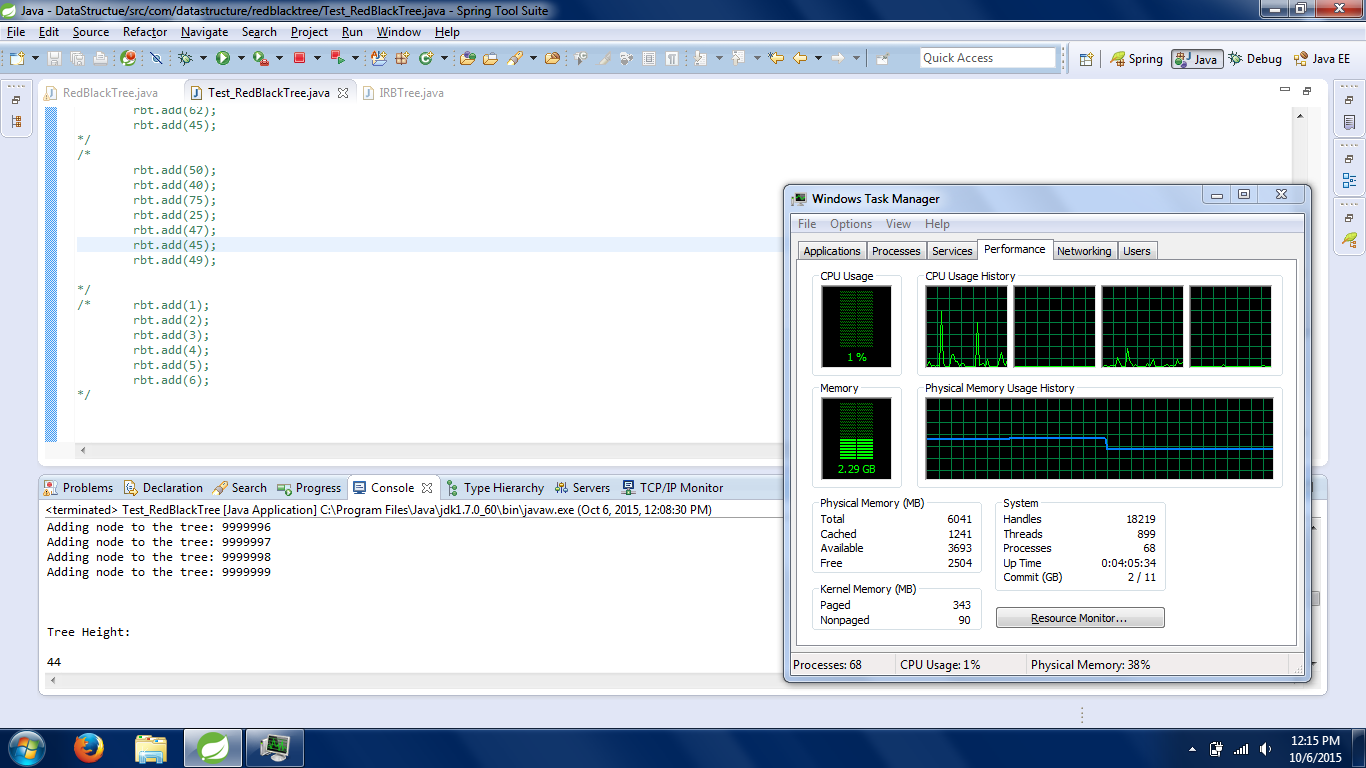 Java - DataStructue/src/com/datastructure/redblacktree/Test_RedBlackTree.java - Spring Tool Suite
File Edit Source Refactor Navigate Search Project Run Window Help
Quick Access Spring Java Debug Java EE
RedBlackTree.java Test_RedBlackTree.java IRBTree.java
rbt.add(62);
rbt.add(45);
*/
/*
rbt.add(50);
rbt.add(40);
rbt.add(75);
rbt.add(25);
rbt.add(47);
rbt.add(45);
rbt.add(49);
*/
/* rbt.add(1);
rbt.add(2);
rbt.add(3);
rbt.add(4);
rbt.add(5);
rbt.add(6);
*/
Problems Declaration Search Progress Console Type Hierarchy Servers TCP/IP Monitor
<terminated> Test_RedBlackTree [Java Application] C:\Program Files\Java\jdk1.7.0_60\bin\javaw.exe (Oct 6, 2015, 12:08:30 PM)
Adding node to the tree: 9999996
Adding node to the tree: 9999997
Adding node to the tree: 9999998
Adding node to the tree: 9999999
Tree Height:
44
Windows Task Manager
File Options View Help
Applications Processes Services Performance Networking Users
CPU Usage CPU Usage History
1 %
Memory Physical Memory Usage History
2.29 GB
Physical Memory (MB)
Total 6041
Cached 1241
Available 3693
Free 2504
Kernel Memory (MB)
Paged 343
Nonpaged 90
System
Handles 18219
Threads 899
Processes 68
Up Time 0:04:05:34
Commit (GB) 2 / 11
Resource Monitor...
Processes: 68 CPU Usage: 1% Physical Memory: 38%
12:15 PM
10/6/2015